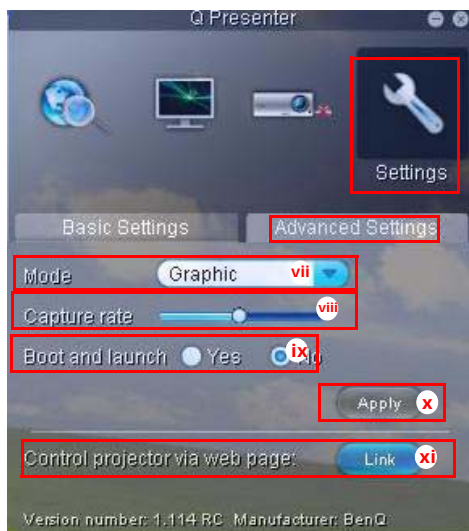 Q Presenter
Settings
Basic Settings Advanced Settings
Mode Graphic vii
Capture rate viii
Boot and launch Yes ix No
Apply x
Control projector via web page: Link xi
Version number: 1.114 RC Manufacturer: BenQ